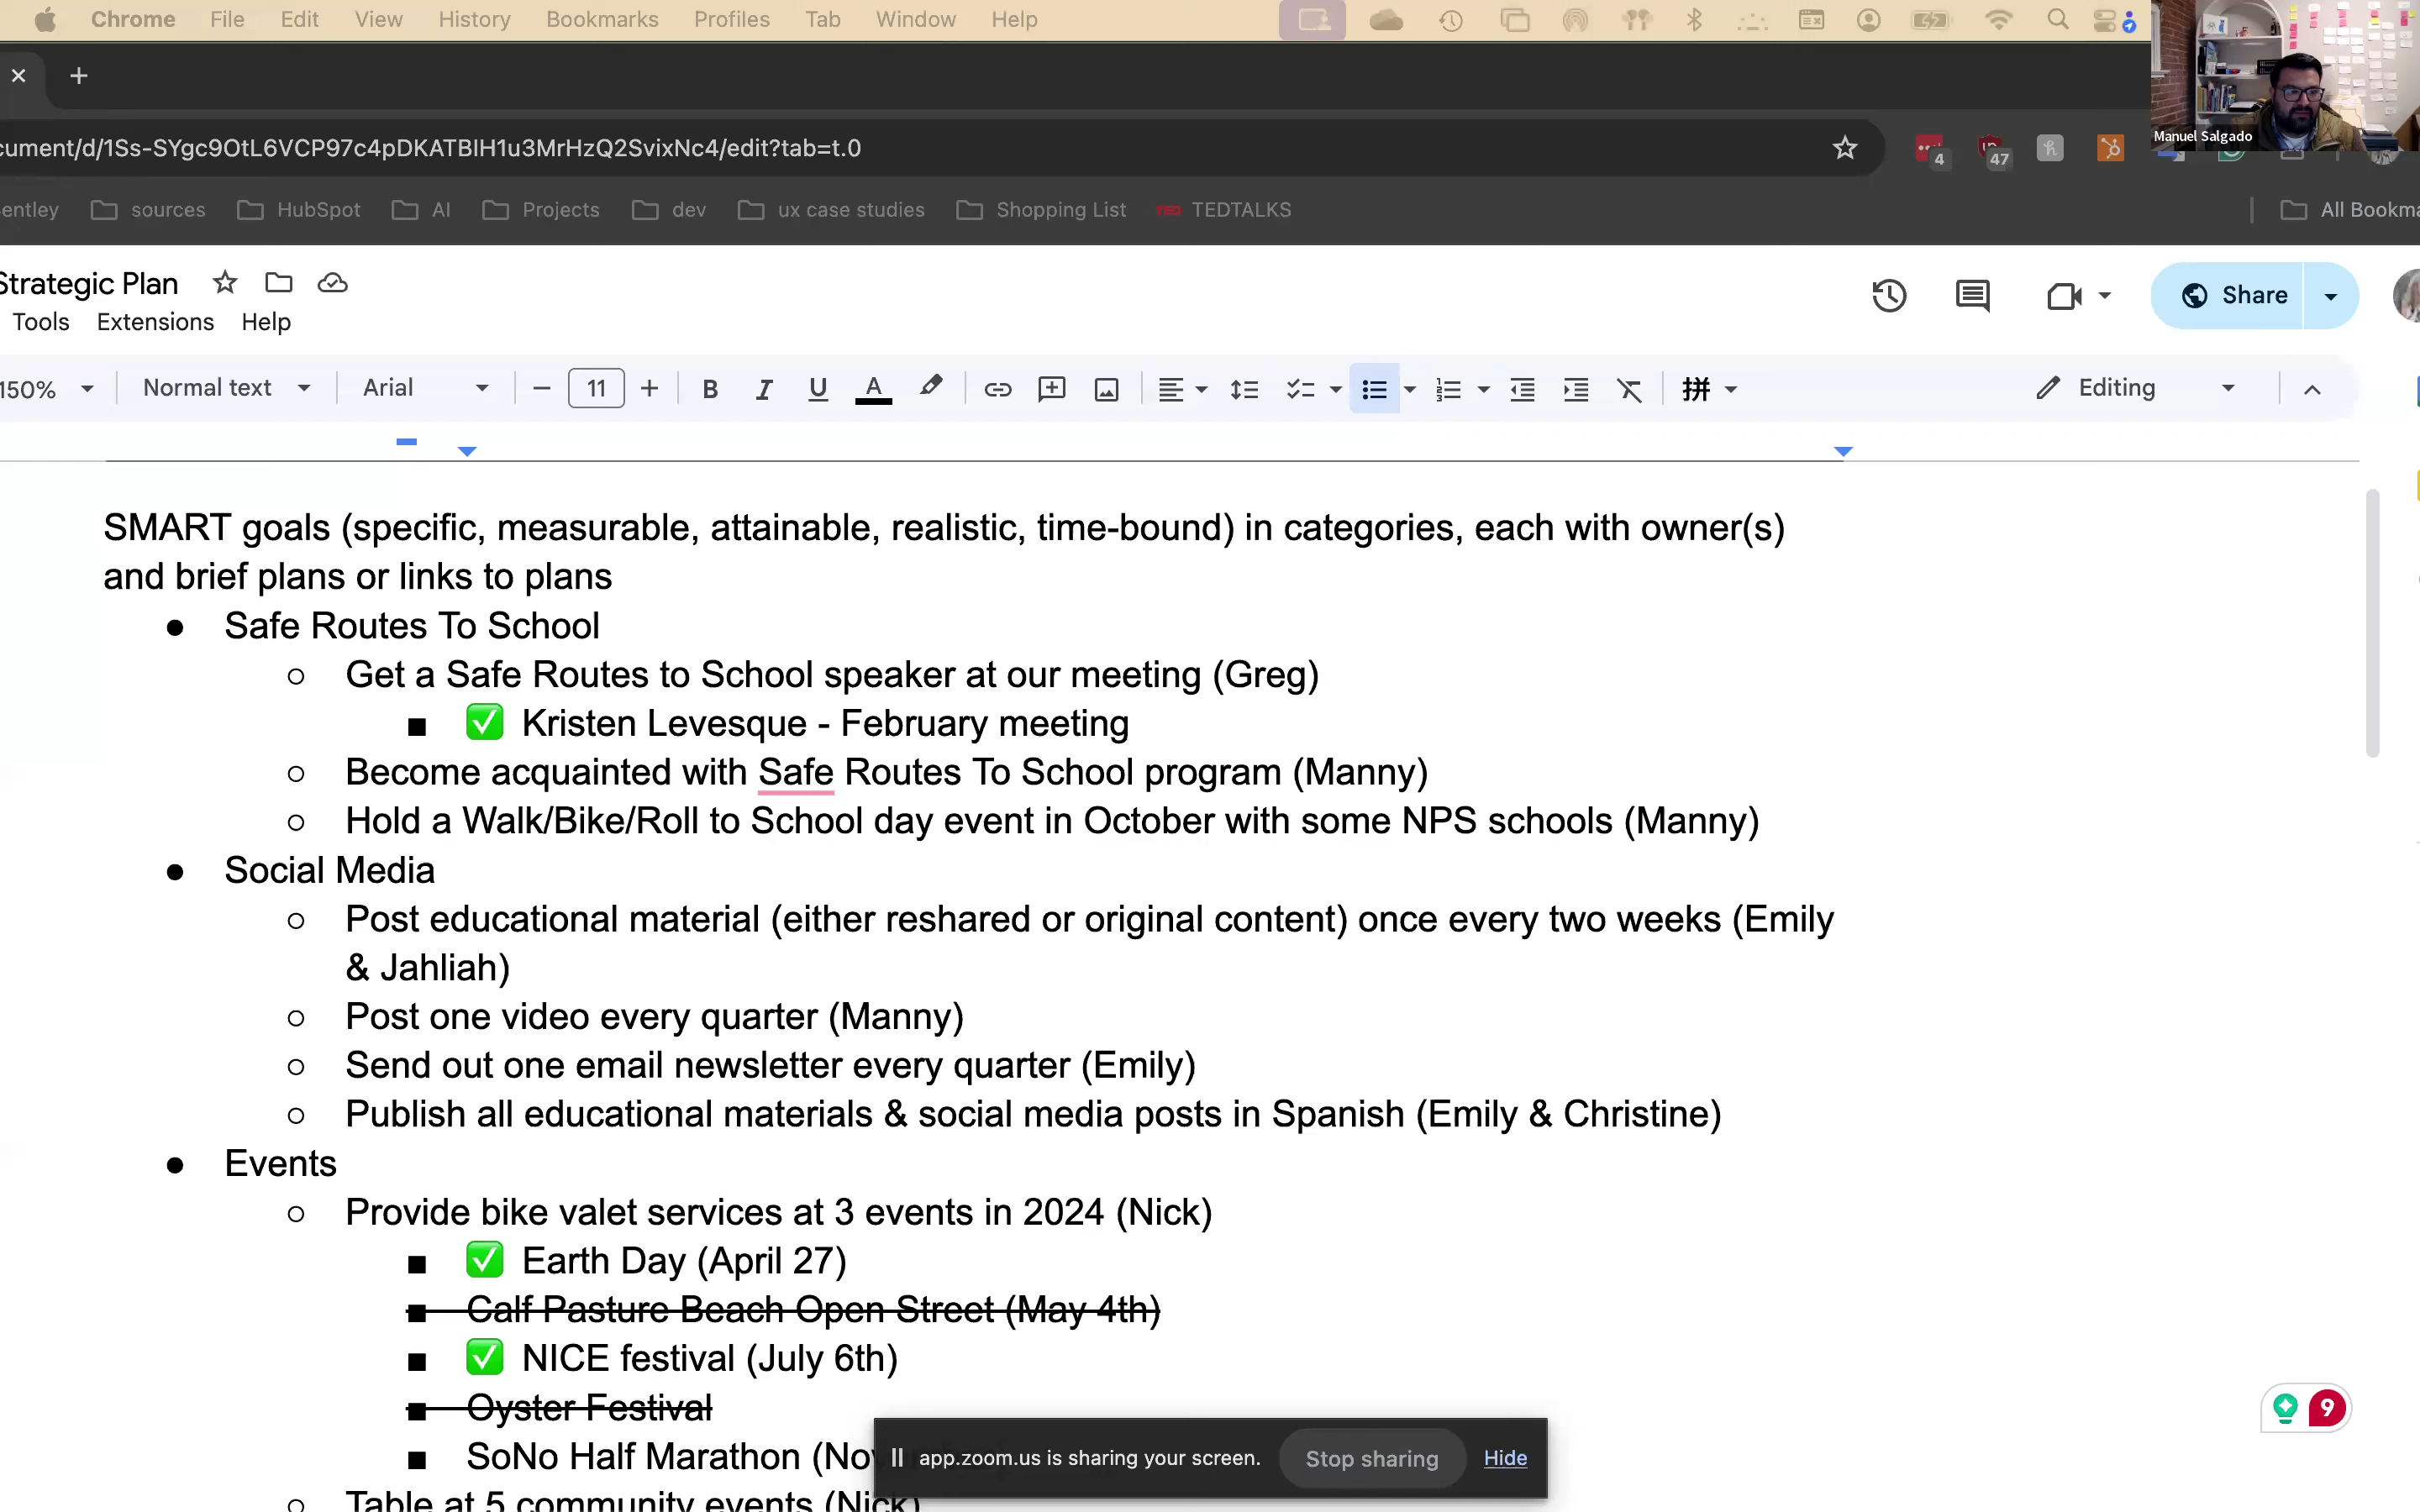 Chrome File Edit View History Bookmarks Profiles Tab Window Help
cument/d/1Ss-SYgc9OtL6VCP97c4pDKATBIH1u3MrHzQ2SvixNc4/edit?tab=t.0
4
47
Manuel Salgado
entley sources HubSpot AI Projects dev ux case studies Shopping List TED TEDTALKS All Bookma
Strategic Plan
Share
Tools Extensions Help
150% Normal text Arial 11 B I U A 拼 Editing
SMART goals (specific, measurable, attainable, realistic, time-bound) in categories, each with owner(s)
and brief plans or links to plans
● Safe Routes To School
○ Get a Safe Routes to School speaker at our meeting (Greg)
■ ✅ Kristen Levesque - February meeting
○ Become acquainted with Safe Routes To School program (Manny)
○ Hold a Walk/Bike/Roll to School day event in October with some NPS schools (Manny)
● Social Media
○ Post educational material (either reshared or original content) once every two weeks (Emily
& Jahliah)
○ Post one video every quarter (Manny)
○ Send out one email newsletter every quarter (Emily)
○ Publish all educational materials & social media posts in Spanish (Emily & Christine)
● Events
○ Provide bike valet services at 3 events in 2024 (Nick)
■ ✅ Earth Day (April 27)
■ Calf Pasture Beach Open Street (May 4th)
■ ✅ NICE festival (July 6th)
■ Oyster Festival
9
■ SoNo Half Marathon (Nov
app.zoom.us is sharing your screen. Stop sharing Hide
○ Table at 5 community events (Nick)